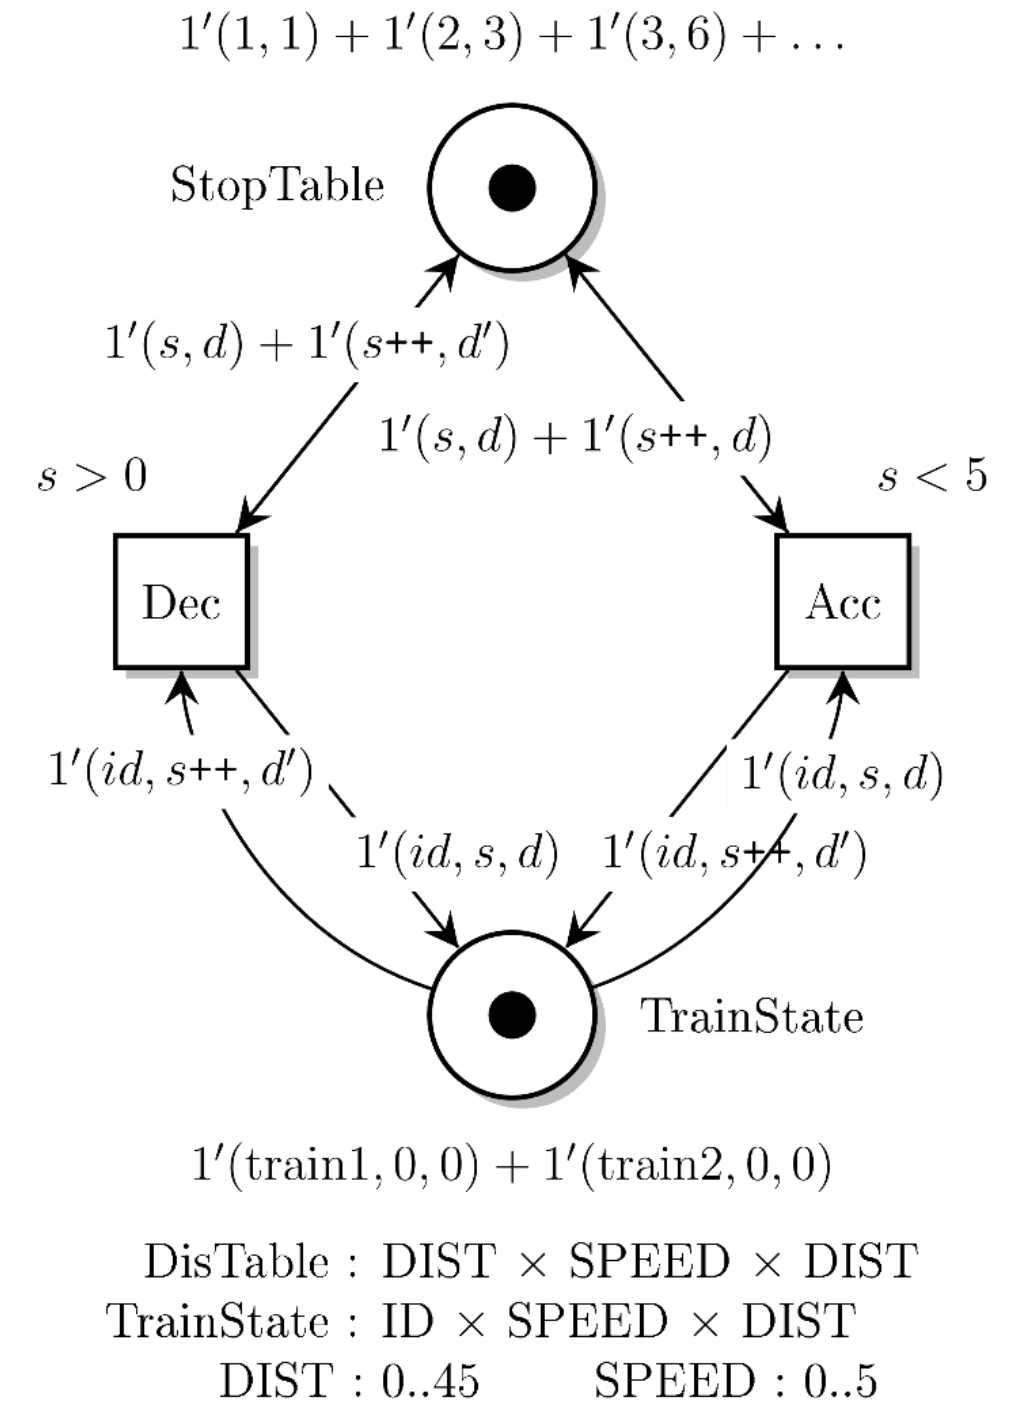 1′(1, 1) + 1′(2, 3) + 1′(3, 6) + …
StopTable
1′(s, d) + 1′(s++, d′)
1′(s, d) + 1′(s++, d)
s > 0
s < 5
Dec
Acc
1′(id, s++, d′)
1′(id, s, d)
1′(id, s, d)
1′(id, s++, d′)
TrainState
1′(train1, 0, 0) + 1′(train2, 0, 0)
DisTable : DIST × SPEED × DIST
TrainState : ID × SPEED × DIST
DIST : 0..45 SPEED : 0..5